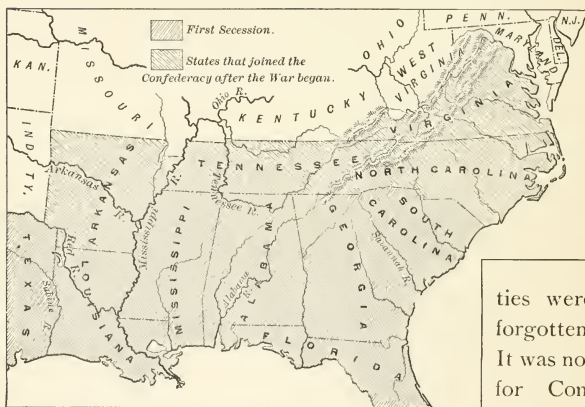 First Secession.
States that joined the
Confederacy after the War began.
PENN.
N.J.
OHIO
MARYLAND
DEL.
WEST
VIRGINIA
MISSOURI
KAN.
Ohio R.
KENTUCKY
VIRGINIA
IND. TY.
TENNESSEE
NORTH CAROLINA
Arkansas R.
ARKANSAS
Mississippi R.
Tennessee R.
SOUTH
CAROLINA
Savannah R.
GEORGIA
ALABAMA
Alabama R.
MISSISSIPPI
Red R.
LOUISIANA
TEXAS
Sabine R.
FLORIDA
ties were
forgotten
It was no
for Con